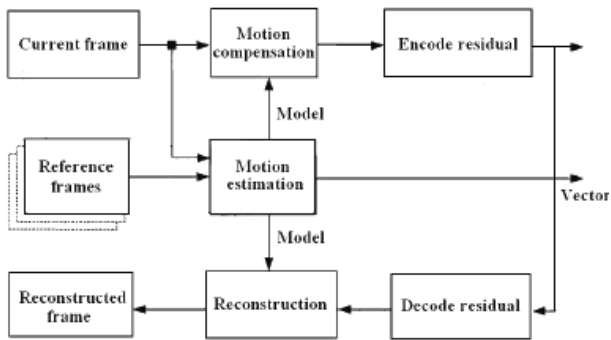 Current frame
Motion
compensation
Encode residual
Model
Reference
frames
Motion
estimation
Vector
Model
Reconstructed
frame
Reconstruction
Decode residual